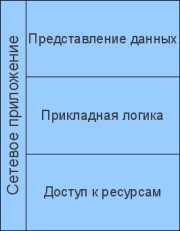 Сетевое приложение
Представление данных
Прикладная логика
Доступ к ресурсам